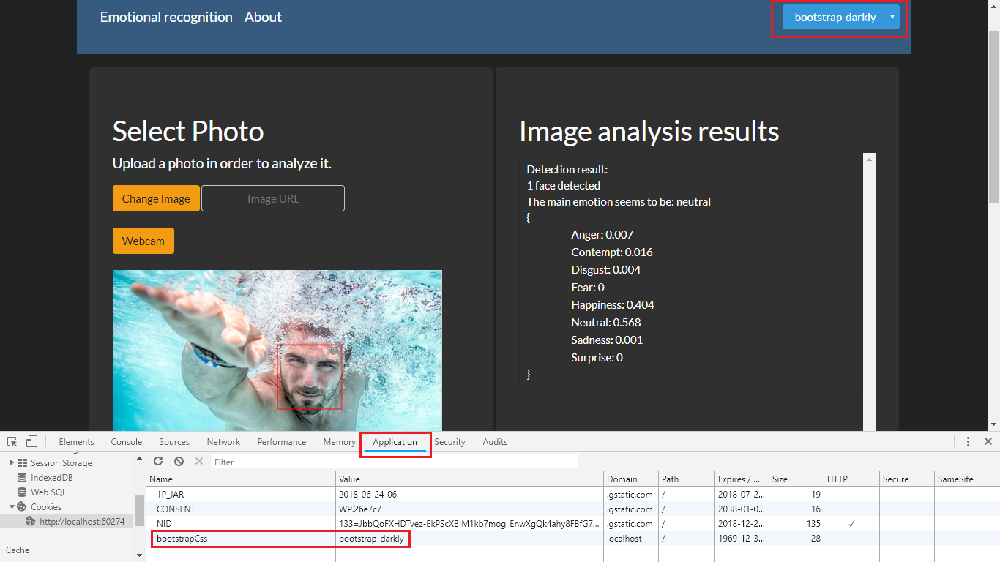 Emotional recognition About
bootstrap-darkly
Select Photo
Upload a photo in order to analyze it.
Change Image Image URL
Webcam
Image analysis results
Detection result:
1 face detected
The main emotion seems to be: neutral
{
Anger: 0.007
Contempt: 0.016
Disgust: 0.004
Fear: 0
Happiness: 0.404
Neutral: 0.568
Sadness: 0.001
Surprise: 0
}
Elements Console Sources Network Performance Memory Application Security Audits
Session Storage
IndexedDB
Web SQL
Cookies
http://localhost:60274
Cache
Filter
Name Value Domain Path Expires / ... Size HTTP Secure SameSite
1P_JAR 2018-06-24-06 .gstatic.com / 2018-07-2... 19
CONSENT WP.26e7c7 .gstatic.com / 2038-01-0... 16
NID 133=JbbQoFXHDTvez-EkPScXBIM1kb7mog_EnwXgQk4ahy8FBfG7... .gstatic.com / 2018-12-2... 135 ✓
bootstrapCss bootstrap-darkly localhost / 1969-12-3... 28